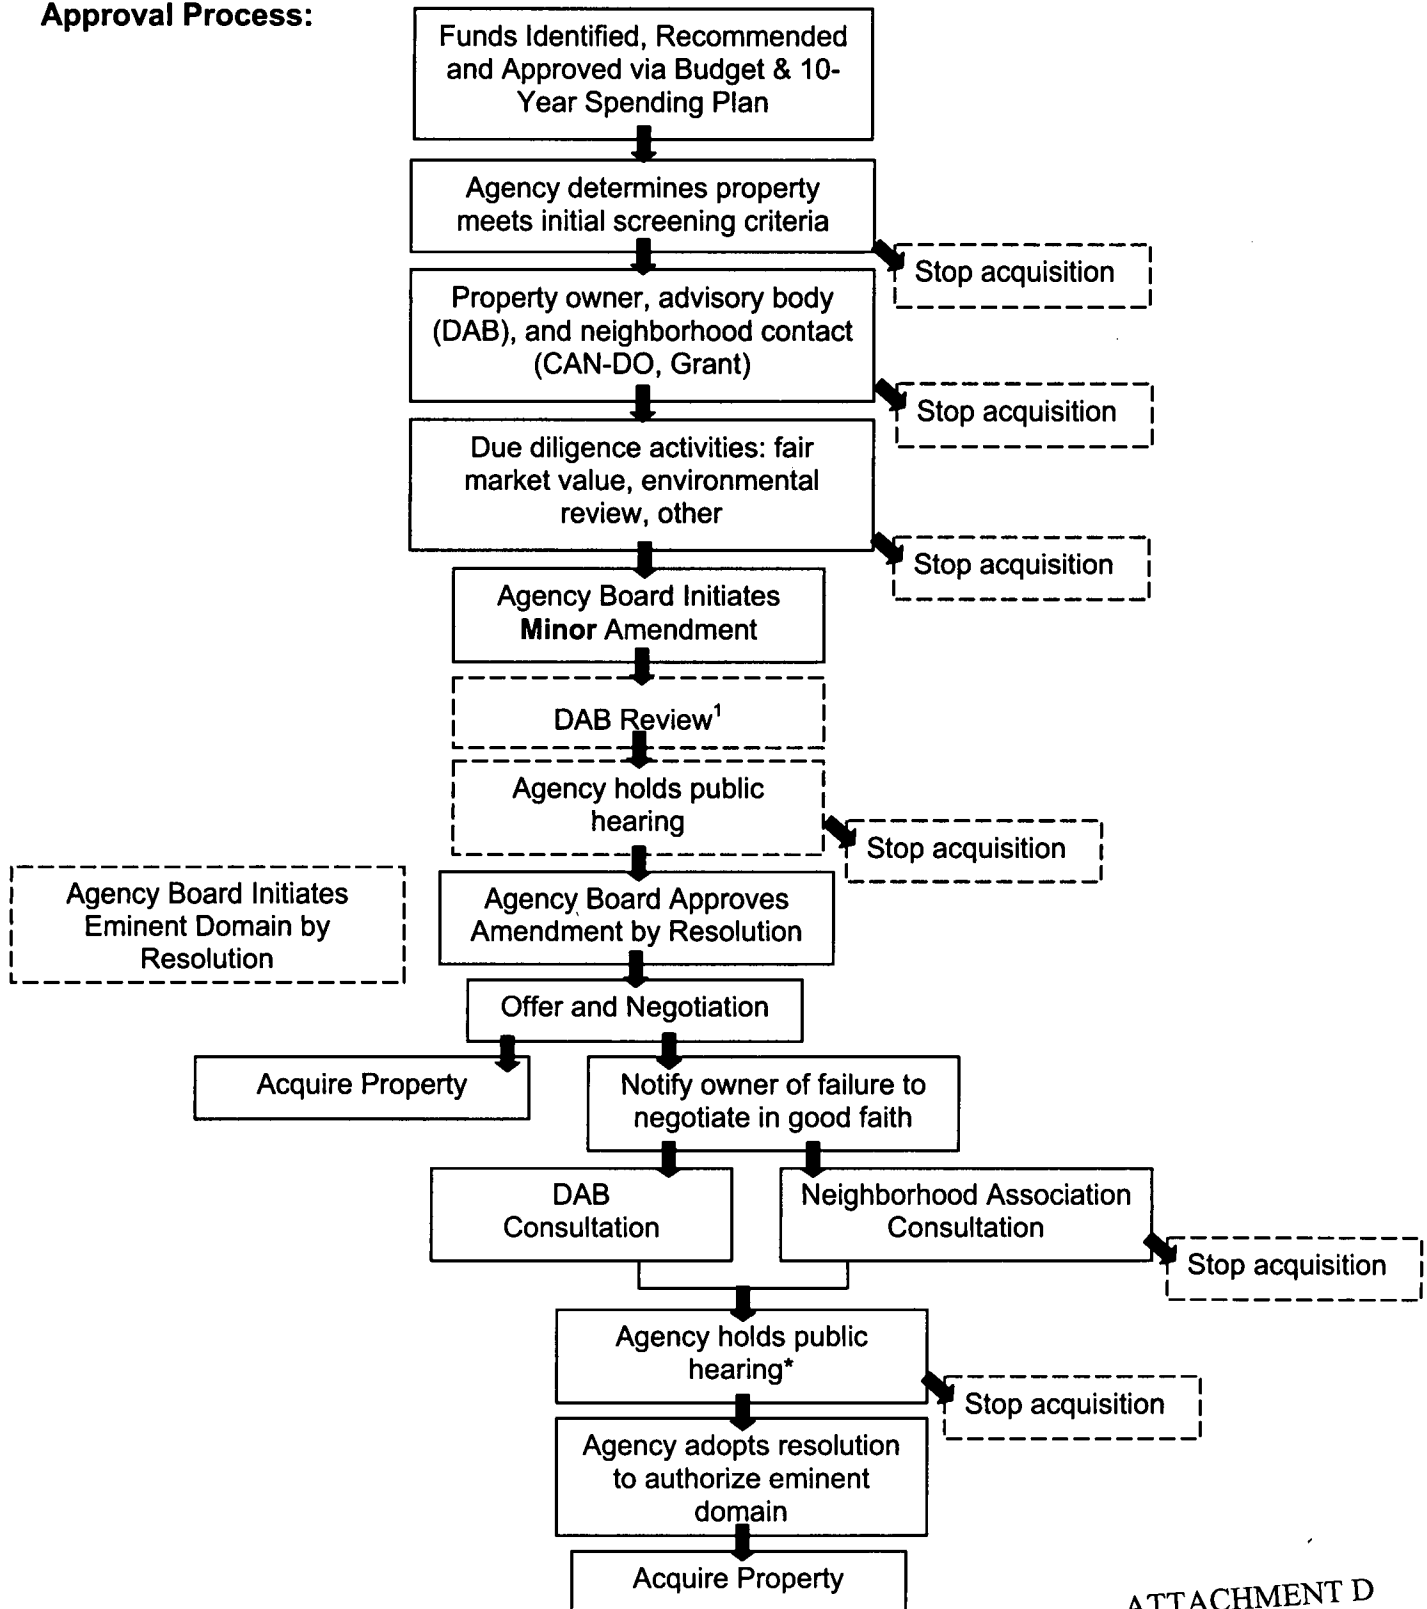 Approval Process:
Funds Identified, Recommended
and Approved via Budget & 10-
Year Spending Plan
Agency determines property
meets initial screening criteria
Stop acquisition
Property owner, advisory body
(DAB), and neighborhood contact
(CAN-DO, Grant)
Stop acquisition
Due diligence activities: fair
market value, environmental
review, other
Stop acquisition
Agency Board Initiates
Minor Amendment
DAB Review¹
Agency holds public
hearing
Stop acquisition
Agency Board Initiates
Eminent Domain by
Resolution
Agency Board Approves
Amendment by Resolution
Offer and Negotiation
Acquire Property
Notify owner of failure to
negotiate in good faith
DAB
Consultation
Neighborhood Association
Consultation
Stop acquisition
Agency holds public
hearing*
Stop acquisition
Agency adopts resolution
to authorize eminent
domain
Acquire Property
ATTACHMENT D